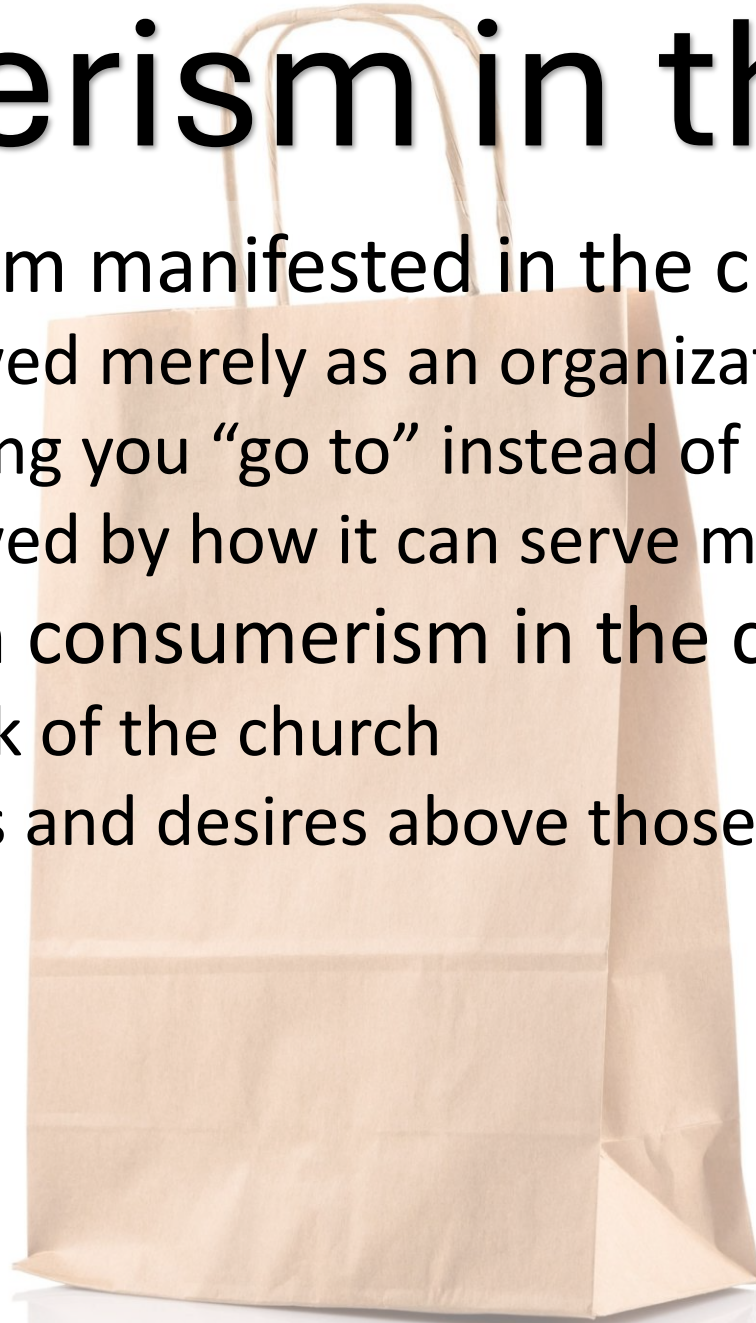 erism in th
m manifested in the c
ved merely as an organizat
ng you “go to” instead of
ved by how it can serve m
consumerism in the c
k of the church
s and desires above those